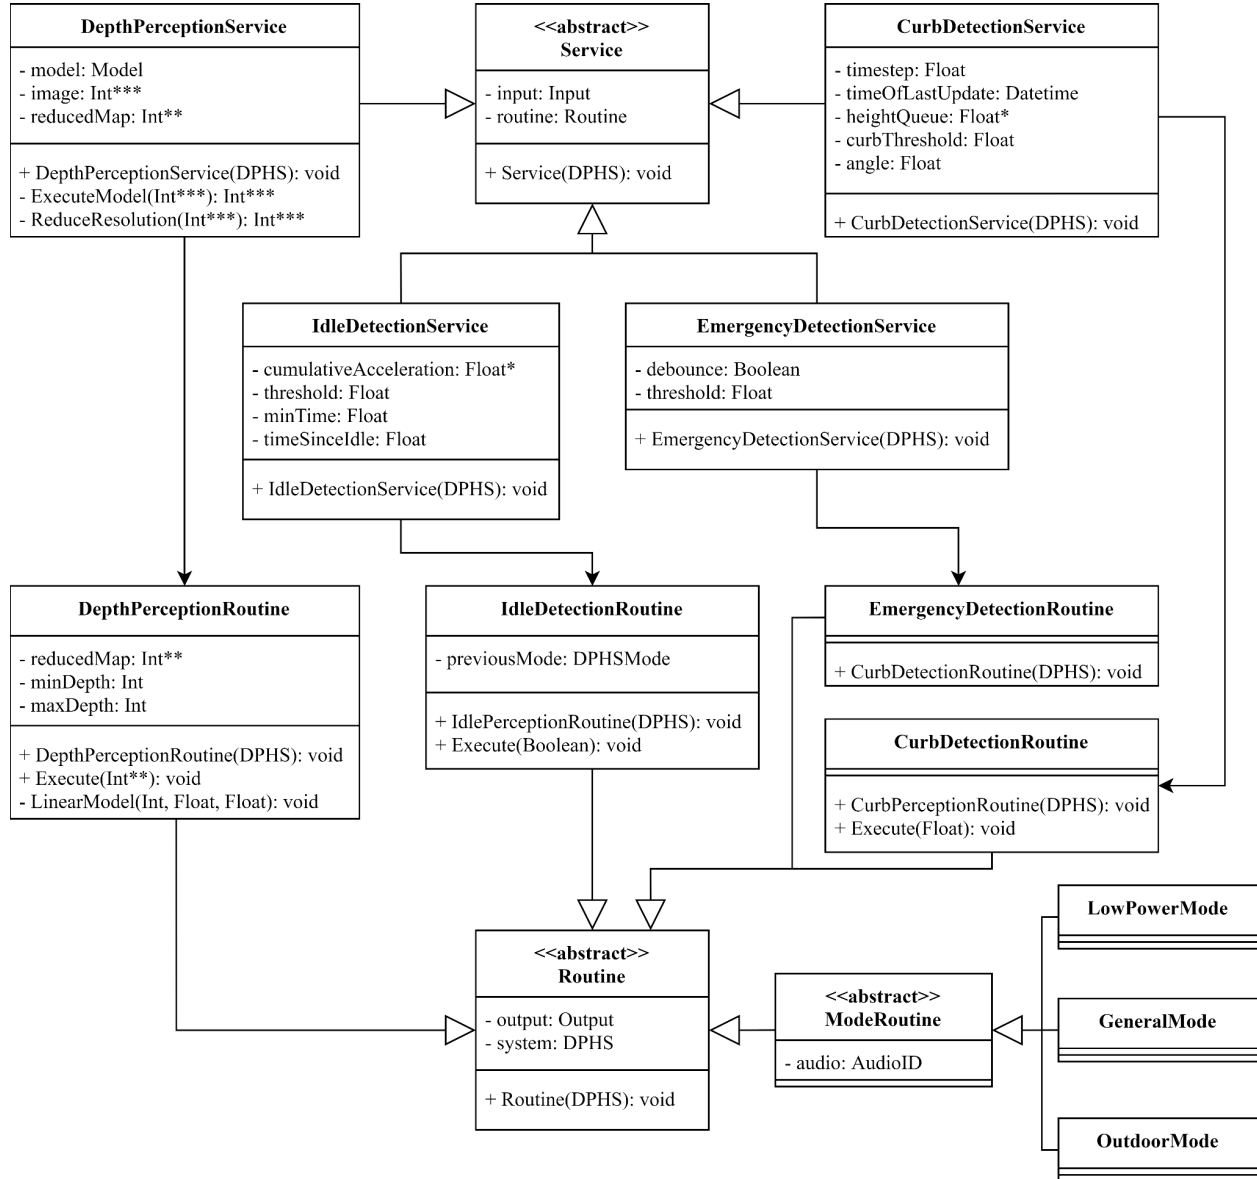 DepthPerceptionService
- model: Model
- image: Int***
- reducedMap: Int**
+ DepthPerceptionService(DPHS): void
- ExecuteModel(Int***): Int***
- ReduceResolution(Int***): Int***
<<abstract>>
Service
- input: Input
- routine: Routine
+ Service(DPHS): void
CurbDetectionService
- timestep: Float
- timeOfLastUpdate: Datetime
- heightQueue: Float*
- curbThreshold: Float
- angle: Float
+ CurbDetectionService(DPHS): void
IdleDetectionService
- cumulativeAcceleration: Float*
- threshold: Float
- minTime: Float
- timeSinceIdle: Float
+ IdleDetectionService(DPHS): void
EmergencyDetectionService
- debounce: Boolean
- threshold: Float
+ EmergencyDetectionService(DPHS): void
DepthPerceptionRoutine
- reducedMap: Int**
- minDepth: Int
- maxDepth: Int
+ DepthPerceptionRoutine(DPHS): void
+ Execute(Int**): void
- LinearModel(Int, Float, Float): void
IdleDetectionRoutine
- previousMode: DPHSMode
+ IdlePerceptionRoutine(DPHS): void
+ Execute(Boolean): void
EmergencyDetectionRoutine
+ CurbDetectionRoutine(DPHS): void
CurbDetectionRoutine
+ CurbPerceptionRoutine(DPHS): void
+ Execute(Float): void
<<abstract>>
Routine
- output: Output
- system: DPHS
+ Routine(DPHS): void
<<abstract>>
ModeRoutine
- audio: AudioID
LowPowerMode
GeneralMode
OutdoorMode